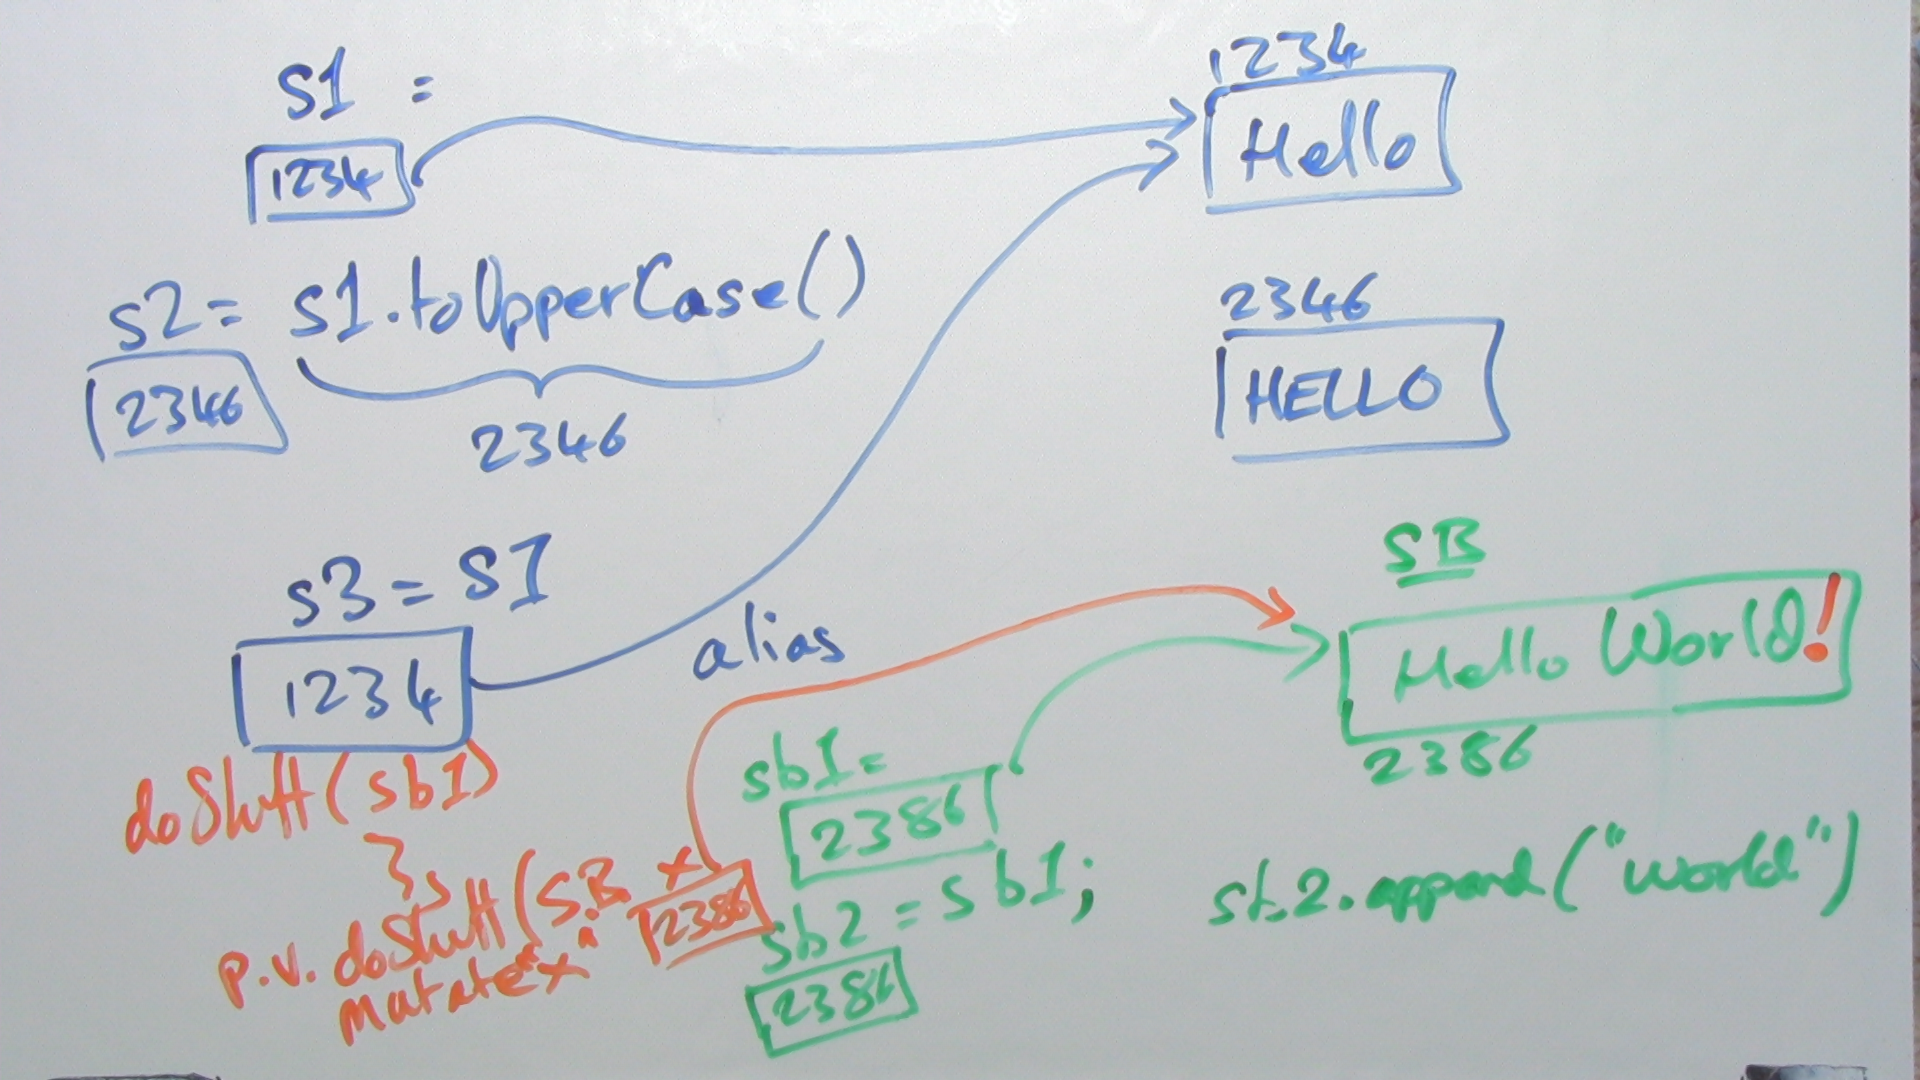 s1 =
1234
1234
Hello
s2 = s1.toUpperCase()
2346
2346
2346
HELLO
s3 = s1
1234
alias
SB
Hello World!
2386
doStuff(sb1)
};
p.v. doStuff(SB x
2386
mutate "x"
sb1=
2386
sb2 = sb1;
2386
sb2.append("world")